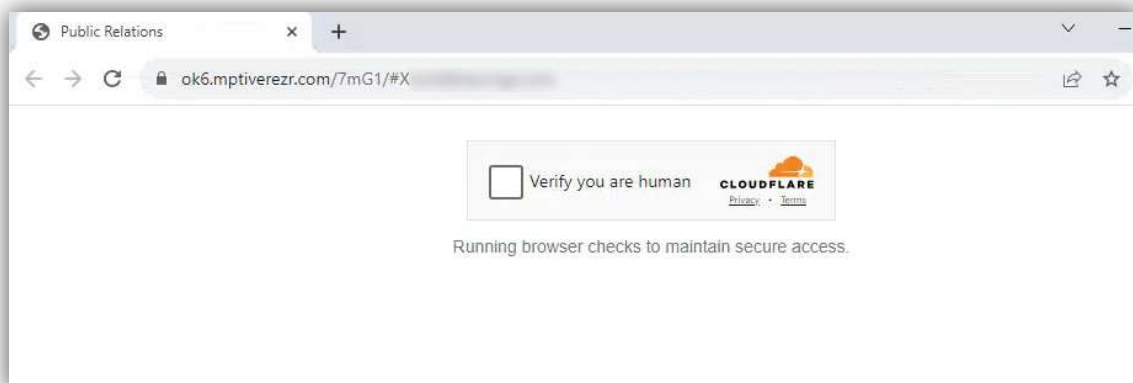 Public Relations
ok6.mptiverezr.com/7mG1/#X
Verify you are human
CLOUDFLARE
Privacy • Terms
Running browser checks to maintain secure access.